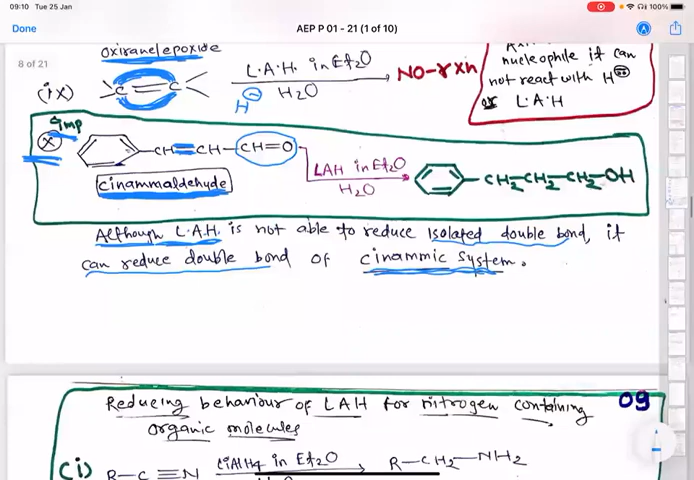 09:10 Tue 25 Jan
100%
Done
AEP P 01 - 21 (1 of 10)
8 of 21
oxirane/epoxide
nucleophile it can
not react with H
or L·A·H
(ix) C=C
L·A·H. in Et2O
H⊖ H2O
NO-rxn
Imp
(x)
CH=CH-CH=O
LAH in Et2O
H2O
CH2-CH2-CH2-OH
cinammaldehyde
Although L.A.H. is not able to reduce isolated double bond, it
can reduce double bond of cinammic system.
Reducing behaviour of LAH for nitrogen containing
09
organic molecules
(i) R-C≡N
LiAlH4 in Et2O
R-CH2-NH2